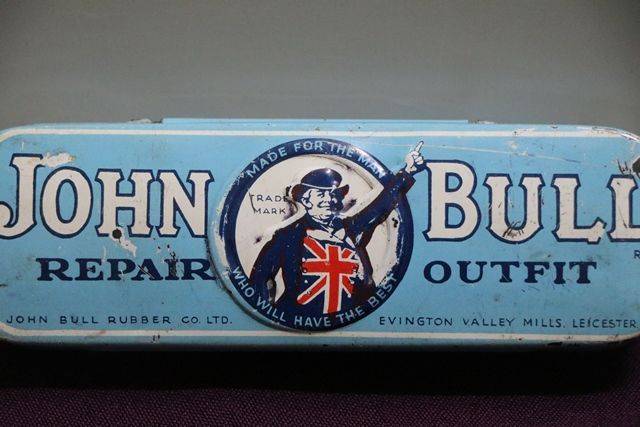 MADE FOR THE MAN
JOHN BULL
TRADE MARK
REPAIR OUTFIT
WHO WILL HAVE THE BEST
JOHN BULL RUBBER CO. LTD. EVINGTON VALLEY MILLS, LEICESTER